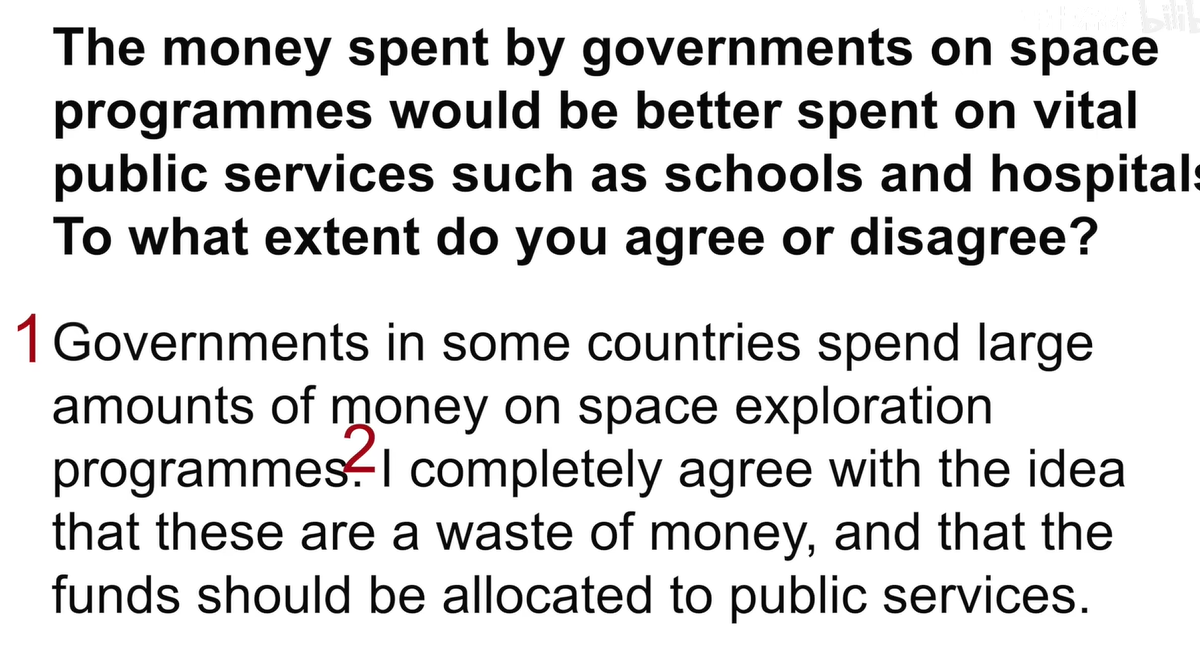 The money spent by governments on space
programmes would be better spent on vital
public services such as schools and hospitals
To what extent do you agree or disagree?
1 Governments in some countries spend large
amounts of money on space exploration
programmes. 2 I completely agree with the idea
that these are a waste of money, and that the
funds should be allocated to public services.